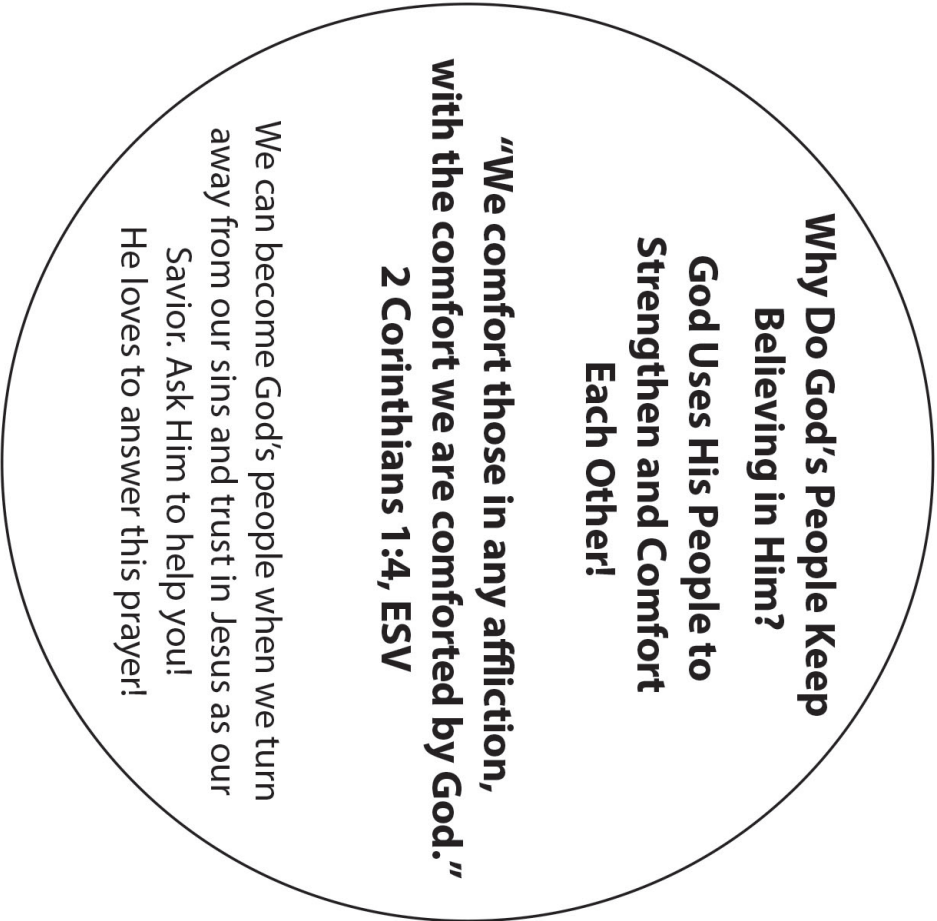 Why Do God’s People Keep
Believing in Him?
God Uses His People to
Strengthen and Comfort
Each Other!
“We comfort those in any affliction,
with the comfort we are comforted by God.”
2 Corinthians 1:4, ESV
We can become God’s people when we turn
away from our sins and trust in Jesus as our
Savior. Ask Him to help you!
He loves to answer this prayer!